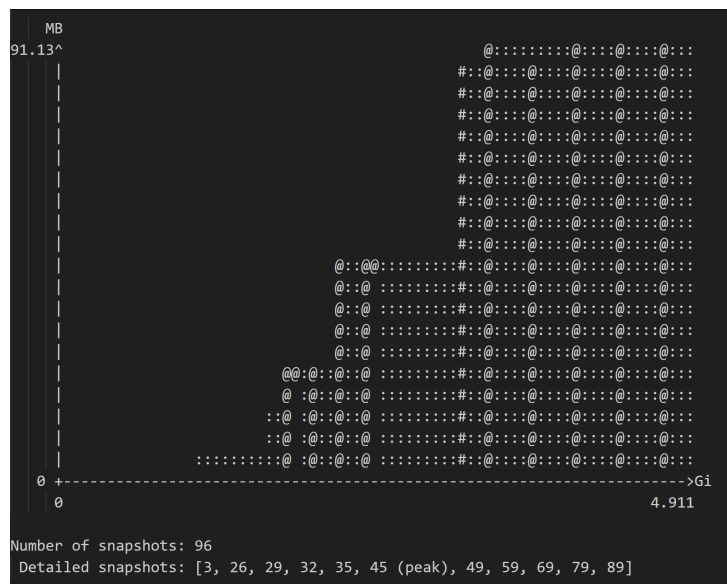 MB
91.13^                                                @:::::::::@::::@::::@:::
     |                                             #::@::::@::::@::::@::::@:::
     |                                             #::@::::@::::@::::@::::@:::
     |                                             #::@::::@::::@::::@::::@:::
     |                                             #::@::::@::::@::::@::::@:::
     |                                             #::@::::@::::@::::@::::@:::
     |                                             #::@::::@::::@::::@::::@:::
     |                                             #::@::::@::::@::::@::::@:::
     |                                             #::@::::@::::@::::@::::@:::
     |                                             #::@::::@::::@::::@::::@:::
     |                               @::@@:::::::::#::@::::@::::@::::@::::@:::
     |                               @::@ :::::::::#::@::::@::::@::::@::::@:::
     |                               @::@ :::::::::#::@::::@::::@::::@::::@:::
     |                               @::@ :::::::::#::@::::@::::@::::@::::@:::
     |                               @::@ :::::::::#::@::::@::::@::::@::::@:::
     |                         @@:@::@::@ :::::::::#::@::::@::::@::::@::::@:::
     |                         @ :@::@::@ :::::::::#::@::::@::::@::::@::::@:::
     |                       ::@ :@::@::@ :::::::::#::@::::@::::@::::@::::@:::
     |                       ::@ :@::@::@ :::::::::#::@::::@::::@::::@::::@:::
     |               ::::::::::@ :@::@::@ :::::::::#::@::::@::::@::::@::::@:::
   0 +----------------------------------------------------------------------->Gi
     0                                                                   4.911
Number of snapshots: 96
 Detailed snapshots: [3, 26, 29, 32, 35, 45 (peak), 49, 59, 69, 79, 89]